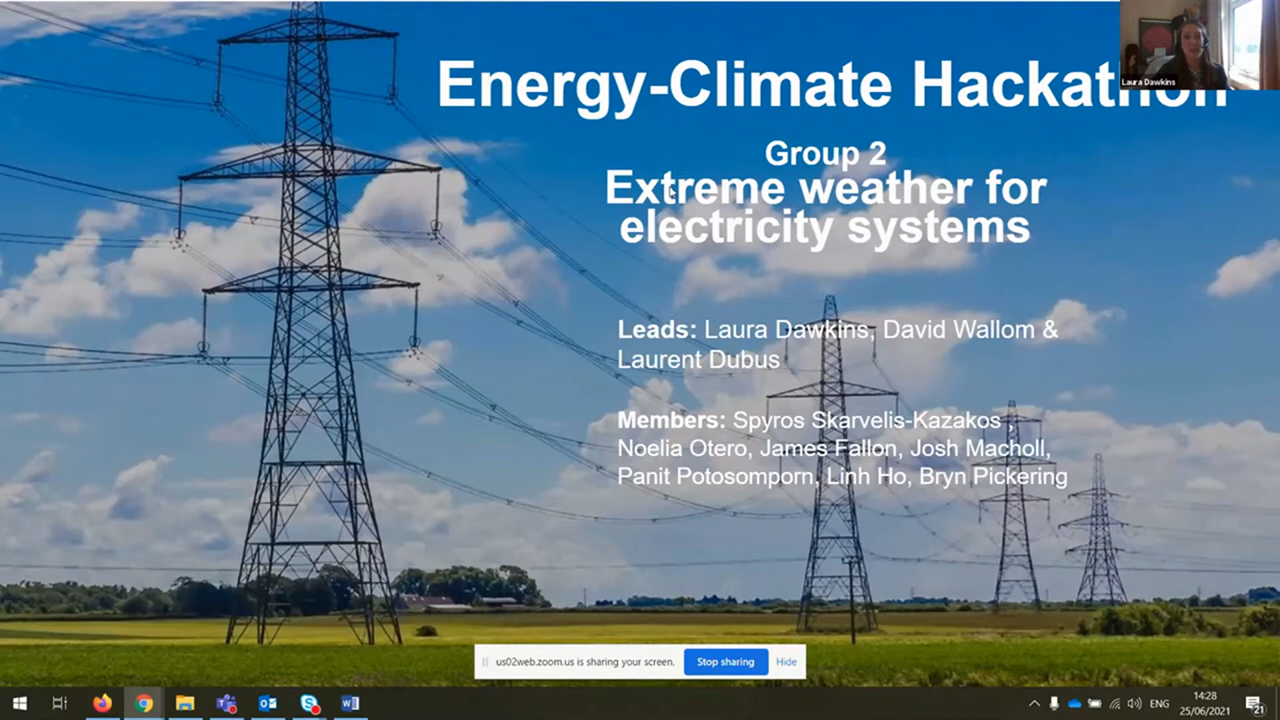 Energy-Climate Hackathon
Laura Dawkins
Group 2
Extreme weather for
electricity systems
Leads: Laura Dawkins, David Wallom &
Laurent Dubus
Members: Spyros Skarvelis-Kazakos ,
Noelia Otero, James Fallon, Josh Macholl,
Panit Potosomporn, Linh Ho, Bryn Pickering
us02web.zoom.us is sharing your screen. Stop sharing Hide
ENG
14:28
25/06/2021
21